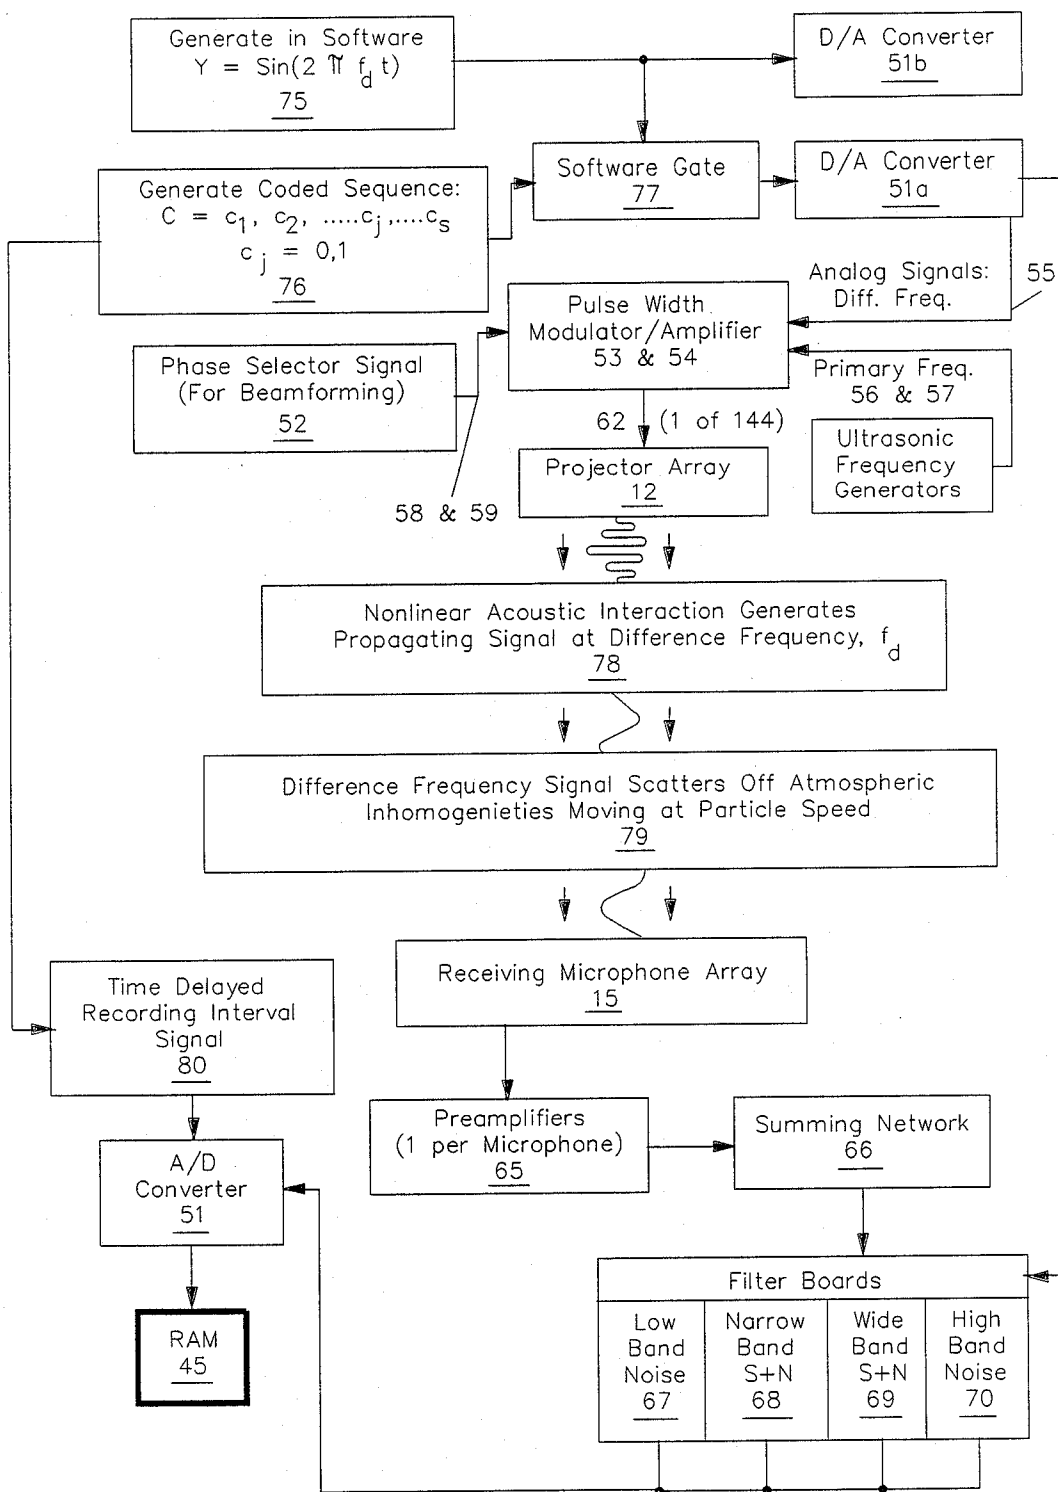 Generate in Software
Y = Sin(2 π f_d t)
75
D/A Converter
51b
Software Gate
77
D/A Converter
51a
Generate Coded Sequence:
C = c_1, c_2, .....c_j,....c_s
c_j = 0,1
76
Analog Signals:
Diff. Freq.
55
Pulse Width
Modulator/Amplifier
53 & 54
Phase Selector Signal
(For Beamforming)
52
Primary Freq.
56 & 57
62 (1 of 144)
Ultrasonic
Frequency
Generators
Projector Array
12
58 & 59
Nonlinear Acoustic Interaction Generates
Propagating Signal at Difference Frequency, f_d
78
Difference Frequency Signal Scatters Off Atmospheric
Inhomogenieties Moving at Particle Speed
79
Receiving Microphone Array
15
Time Delayed
Recording Interval
Signal
80
Preamplifiers
(1 per Microphone)
65
Summing Network
66
A/D
Converter
51
Filter Boards
Low
Band
Noise
67
Narrow
Band
S+N
68
Wide
Band
S+N
69
High
Band
Noise
70
RAM
45